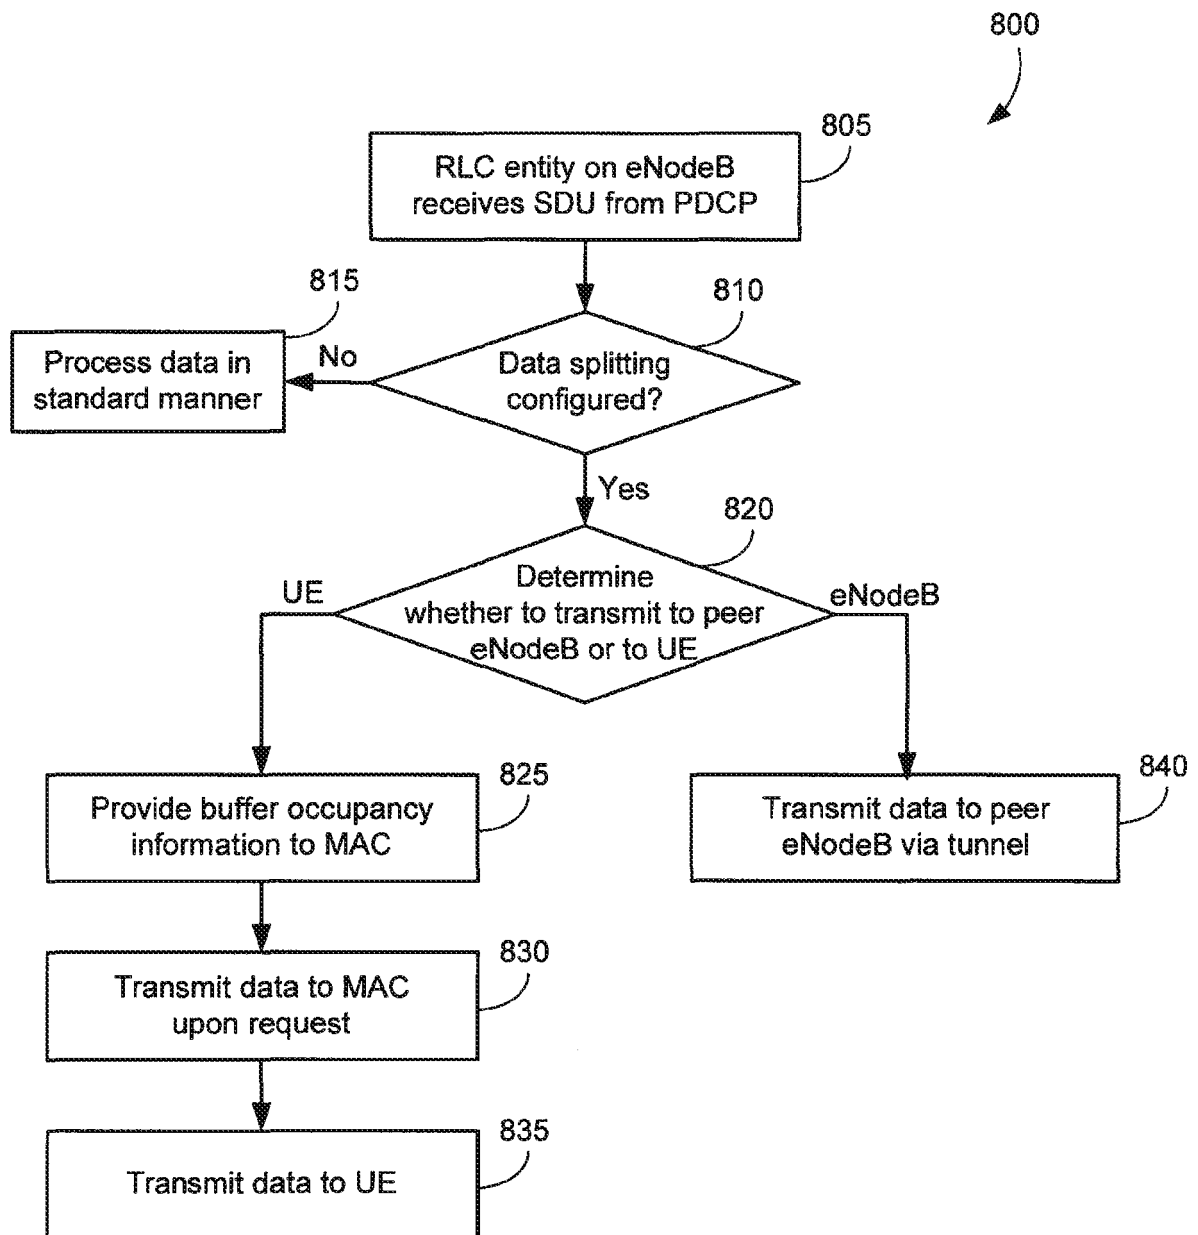 800
805
RLC entity on eNodeB
receives SDU from PDCP
815
810
Process data in
standard manner
No
Data splitting
configured?
Yes
820
UE
Determine
whether to transmit to peer
eNodeB or to UE
eNodeB
825
Provide buffer occupancy
information to MAC
840
Transmit data to peer
eNodeB via tunnel
830
Transmit data to MAC
upon request
835
Transmit data to UE